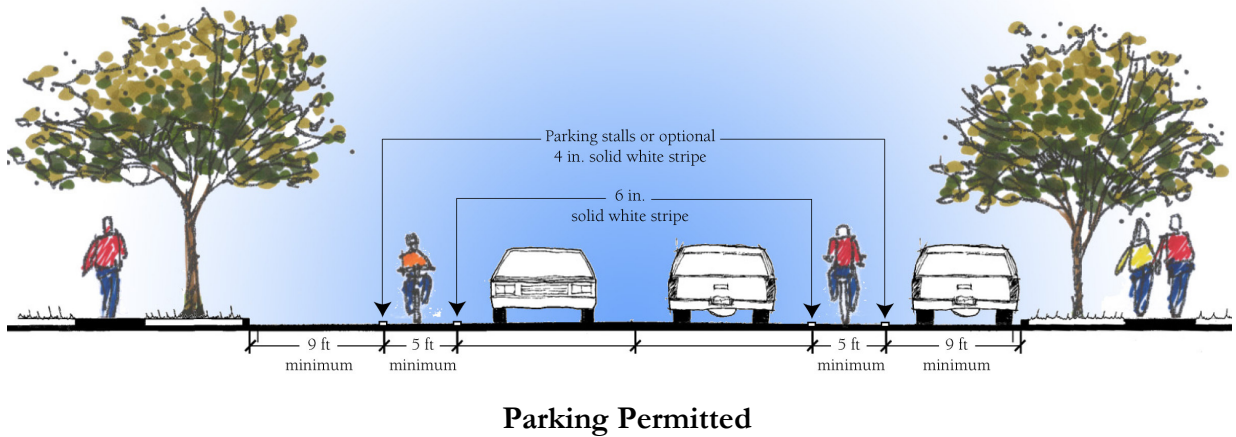 Parking stalls or optional
4 in. solid white stripe
6 in.
solid white stripe
9 ft
minimum
5 ft
minimum
5 ft
minimum
9 ft
minimum
Parking Permitted